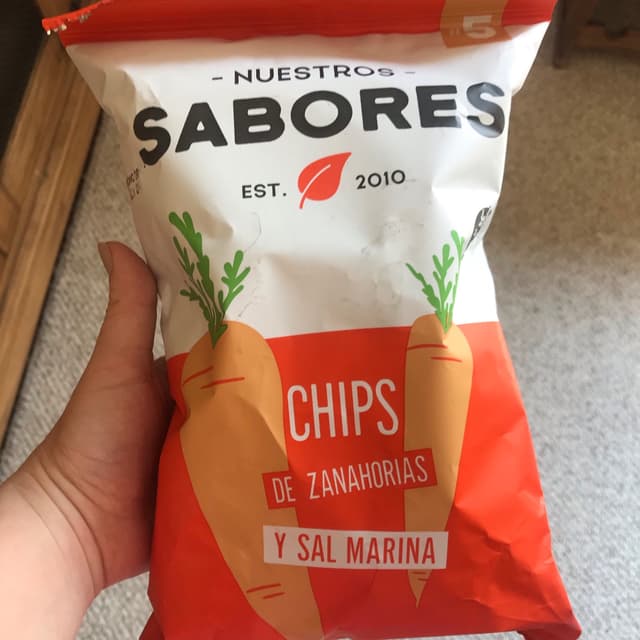 #5
- NUESTROS -
SABORES
EST. 2010
CHIPS
DE ZANAHORIAS
Y SAL MARINA